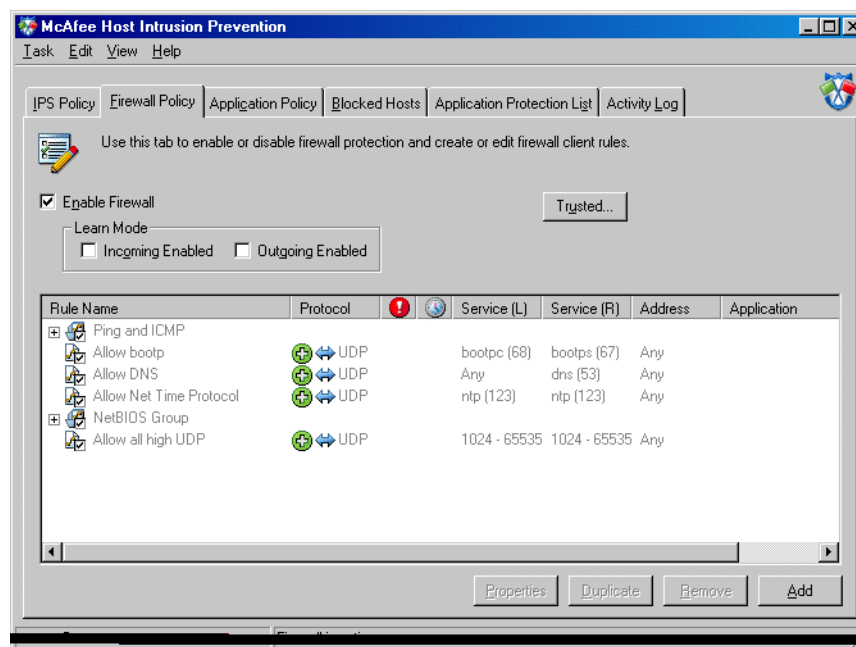 McAfee Host Intrusion Prevention
Task Edit View Help
IPS Policy Firewall Policy Application Policy Blocked Hosts Application Protection List Activity Log
Use this tab to enable or disable firewall protection and create or edit firewall client rules.
Enable Firewall Trusted...
Learn Mode
Incoming Enabled Outgoing Enabled
Rule Name Protocol Service (L) Service (R) Address Application
Ping and ICMP
Allow bootp UDP bootpc (68) bootps (67) Any
Allow DNS UDP Any dns (53) Any
Allow Net Time Protocol UDP ntp (123) ntp (123) Any
NetBIOS Group
Allow all high UDP UDP 1024 - 65535 1024 - 65535 Any
Properties Duplicate Remove Add